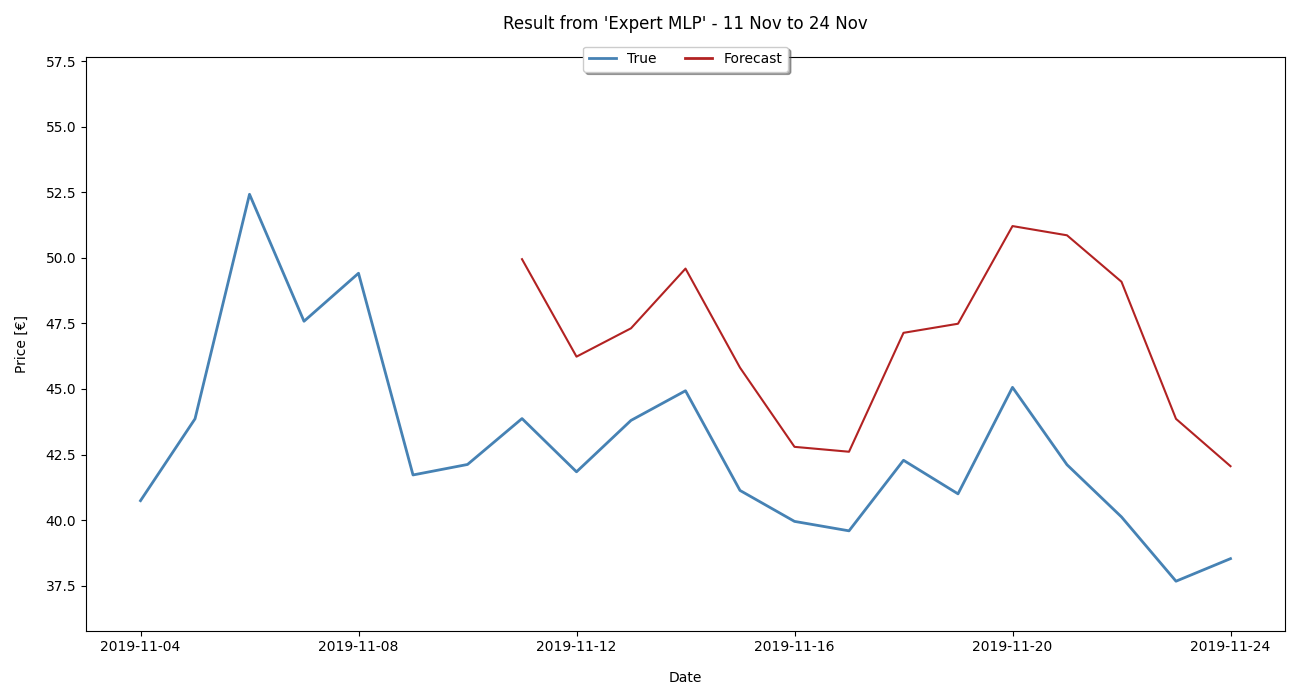 Result from 'Expert MLP' - 11 Nov to 24 Nov
True Forecast
57.5
55.0
52.5
50.0
47.5
45.0
42.5
40.0
37.5
Price [€]
2019-11-04 2019-11-08 2019-11-12 2019-11-16 2019-11-20 2019-11-24
Date